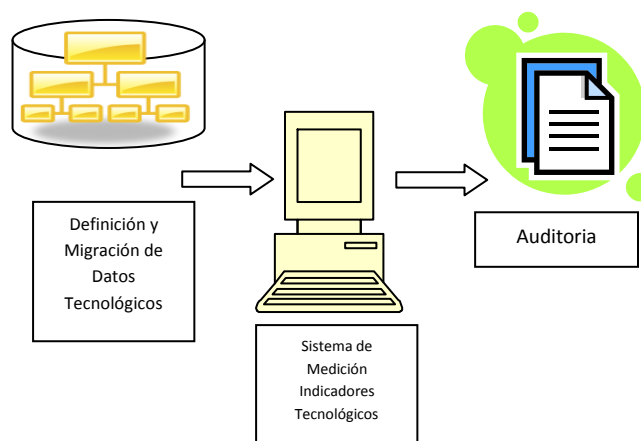 Definición y
Migración de
Datos
Tecnológicos
Sistema de
Medición
Indicadores
Tecnológicos
Auditoria